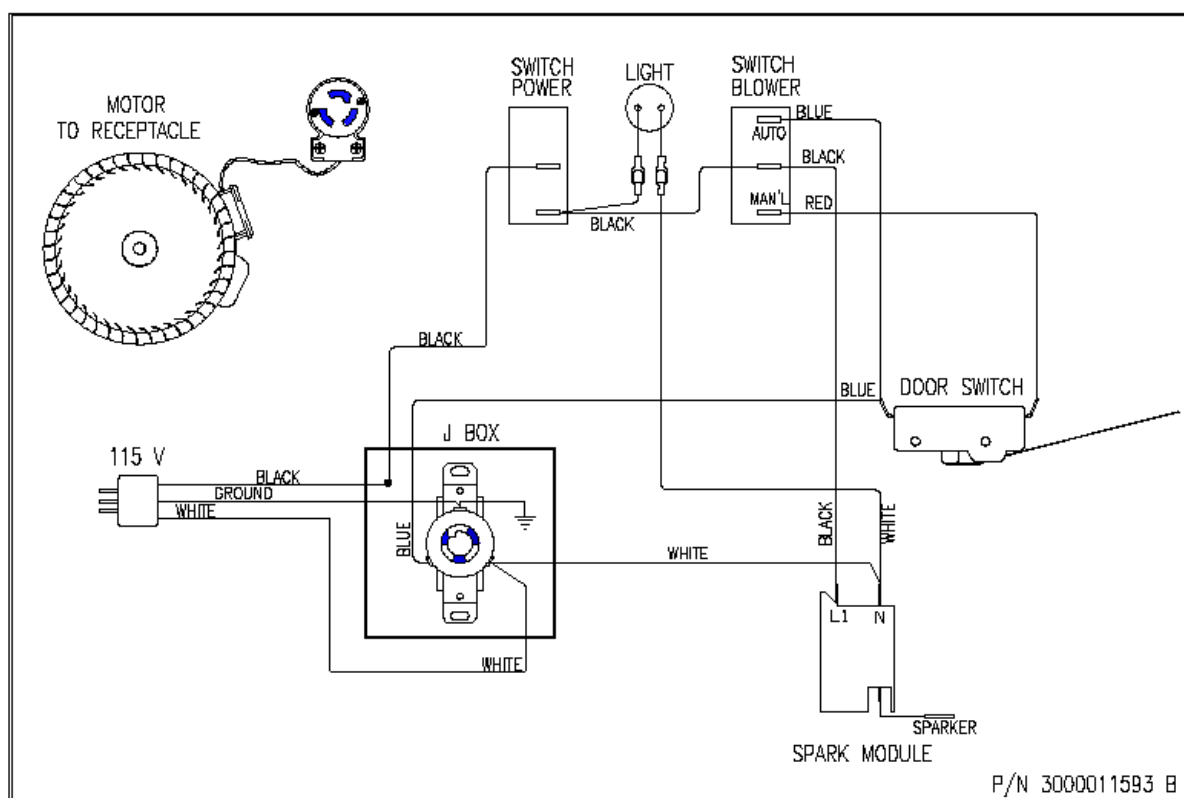 SWITCH
POWER
LIGHT
SWITCH
BLOWER
MOTOR
TO RECEPTACLE
BLUE
AUTO
BLACK
MAN'L
RED
BLACK
BLACK
BLUE
DOOR SWITCH
J BOX
115 V
BLACK
GROUND
WHITE
BLUE
WHITE
BLACK
WHITE
L1
N
WHITE
SPARKER
SPARK MODULE
P/N 3000011593 B